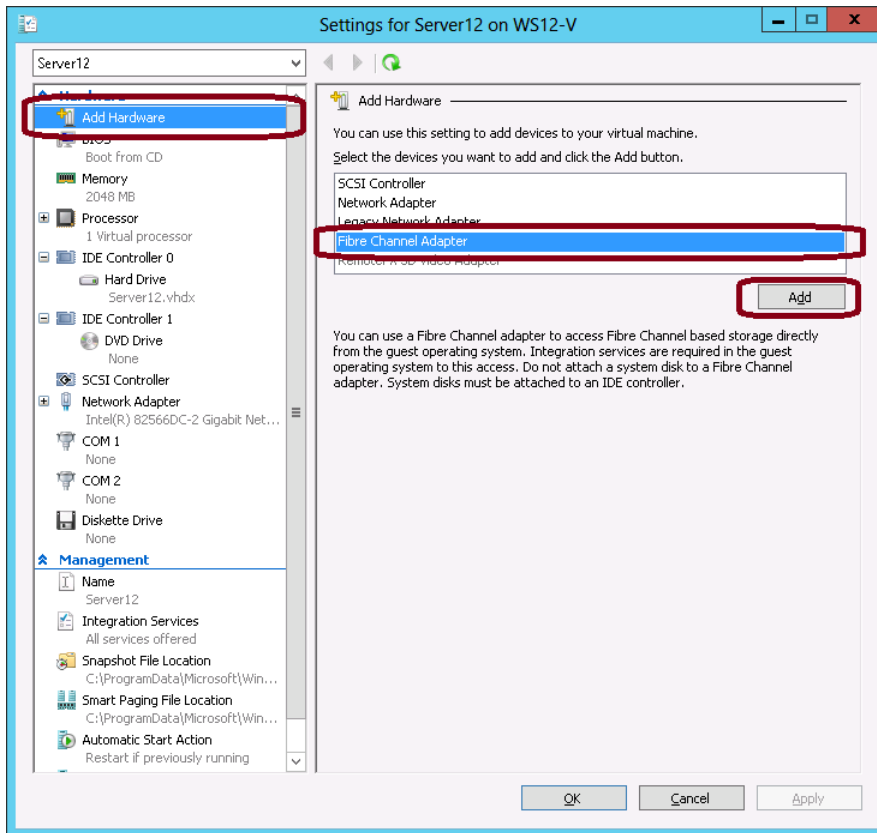 Settings for Server12 on WS12-V
Server12
Hardware
Add Hardware
BIOS
Boot from CD
Memory
2048 MB
Processor
1 Virtual processor
IDE Controller 0
Hard Drive
Server12.vhdx
IDE Controller 1
DVD Drive
None
SCSI Controller
Network Adapter
Intel(R) 82566DC-2 Gigabit Net...
COM 1
None
COM 2
None
Diskette Drive
None
Management
Name
Server12
Integration Services
All services offered
Snapshot File Location
C:\ProgramData\Microsoft\Win...
Smart Paging File Location
C:\ProgramData\Microsoft\Win...
Automatic Start Action
Restart if previously running
Add Hardware
You can use this setting to add devices to your virtual machine.
Select the devices you want to add and click the Add button.
SCSI Controller
Network Adapter
Legacy Network Adapter
Fibre Channel Adapter
RemoteFX 3D Video Adapter
Add
You can use a Fibre Channel adapter to access Fibre Channel based storage directly
from the guest operating system. Integration services are required in the guest
operating system to this access. Do not attach a system disk to a Fibre Channel
adapter. System disks must be attached to an IDE controller.
OK
Cancel
Apply